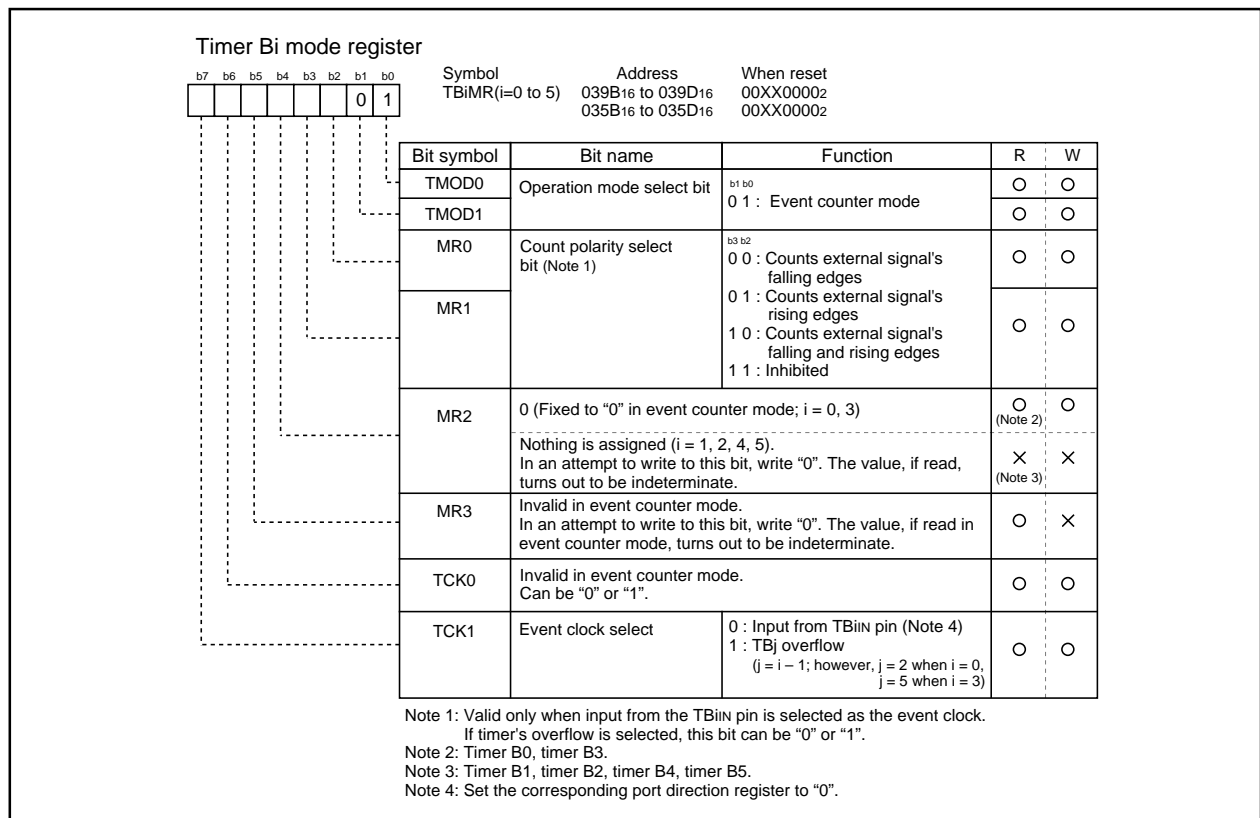 Timer Bi mode register
b7 b6 b5 b4 b3 b2 b1 b0
0 1
Symbol Address When reset
TBiMR(i=0 to 5) 039B16 to 039D16 00XX00002
035B16 to 035D16 00XX00002
Bit symbol Bit name Function R W
TMOD0 Operation mode select bit b1 b0
0 1 : Event counter mode
TMOD1
MR0 Count polarity select
bit (Note 1)
b3 b2
0 0 : Counts external signal's
falling edges
0 1 : Counts external signal's
rising edges
1 0 : Counts external signal's
falling and rising edges
1 1 : Inhibited
MR1
MR2 0 (Fixed to “0” in event counter mode; i = 0, 3)
(Note 2)
Nothing is assigned (i = 1, 2, 4, 5).
In an attempt to write to this bit, write “0”. The value, if read,
turns out to be indeterminate.
(Note 3)
MR3 Invalid in event counter mode.
In an attempt to write to this bit, write “0”. The value, if read in
event counter mode, turns out to be indeterminate.
TCK0 Invalid in event counter mode.
Can be “0” or “1”.
TCK1 Event clock select 0 : Input from TBiIN pin (Note 4)
1 : TBj overflow
(j = i – 1; however, j = 2 when i = 0,
j = 5 when i = 3)
Note 1: Valid only when input from the TBiIN pin is selected as the event clock.
If timer's overflow is selected, this bit can be “0” or “1”.
Note 2: Timer B0, timer B3.
Note 3: Timer B1, timer B2, timer B4, timer B5.
Note 4: Set the corresponding port direction register to “0”.